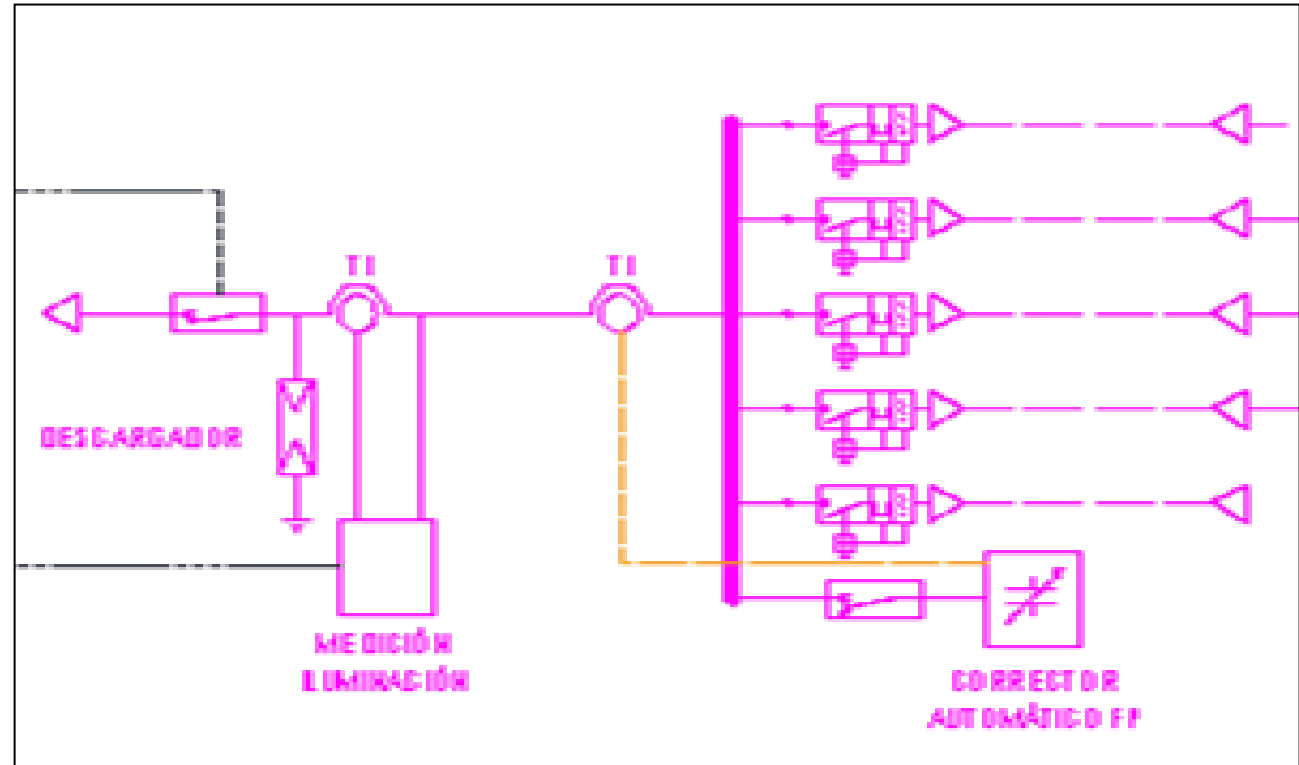 TI
TI
DESCARGADOR
MEDICIÓN
ILUMINACIÓN
CORRECTOR
AUTOMÁTICO FP